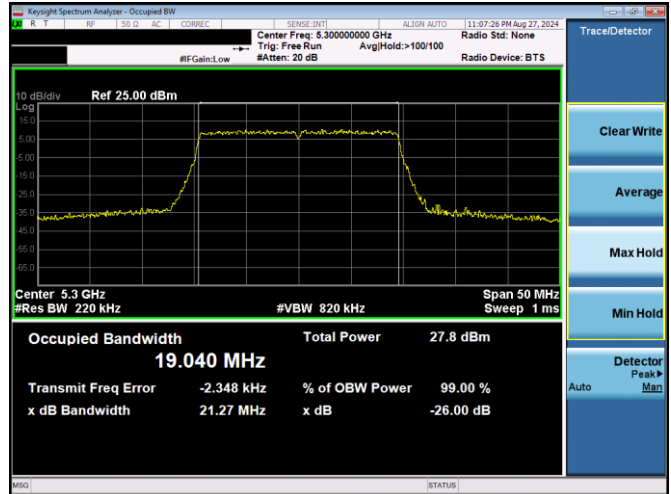 Keysight Spectrum Analyzer - Occupied BW
LXI R T RF 50 Ω AC CORREC SENSE:INT ALIGN AUTO 11:07:26 PM Aug 27, 2024
Center Freq: 5.300000000 GHz Radio Std: None
Trig: Free Run Avg|Hold:>100/100
#IFGain:Low #Atten: 20 dB Radio Device: BTS
Trace/Detector
10 dB/div Ref 25.00 dBm
Log
15.0
5.00
-5.00
-15.0
-25.0
-35.0
-45.0
-55.0
-65.0
Center 5.3 GHz Span 50 MHz
#Res BW 220 kHz #VBW 820 kHz Sweep 1 ms
Occupied Bandwidth Total Power 27.8 dBm
19.040 MHz
Transmit Freq Error -2.348 kHz % of OBW Power 99.00 %
x dB Bandwidth 21.27 MHz x dB -26.00 dB
Clear Write
Average
Max Hold
Min Hold
Detector
Peak▶
Auto Man
MSG STATUS